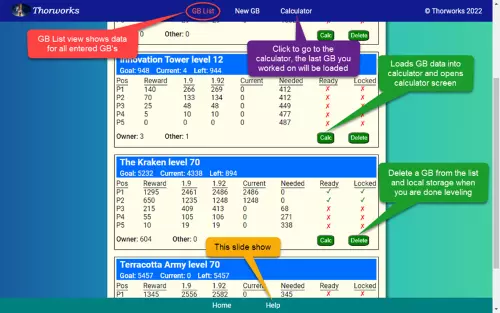 Thorworks
GB List
New GB
Calculator
© Thorworks 2022
GB List view shows data
for all entered GB's
Other: 0
Calc
Delete
Click to go to the
calculator, the last GB you
worked on will be loaded
Loads GB data into
calculator and opens
calculator screen
Innovation Tower level 12
Goal: 948 Current: 4 Left: 944
Pos Reward 1.9 1.92 Current Needed Ready Locked
P1 140 266 269 0 412 ✗ ✗
P2 70 133 134 0 412 ✗ ✗
P3 25 48 48 0 449 ✗ ✗
P4 5 10 10 0 477 ✗ ✗
P5 0 0 0 0 487 ✗ ✗
Owner: 3 Other: 1
Calc
Delete
The Kraken level 70
Goal: 5232 Current: 4338 Left: 894
Pos Reward 1.9 1.92 Current Needed Ready Locked
P1 1295 2461 2486 2486 0 ✓ ✓
P2 650 1235 1248 1248 0 ✓ ✓
P3 215 409 413 0 68 ✗ ✗
P4 55 105 106 0 271 ✗ ✗
P5 10 19 19 0 338 ✗ ✗
Owner: 604 Other: 0
Calc
Delete
Delete a GB from the list
and local storage when
you are done leveling
This slide show
Terracotta Army level 70
Goal: 5457 Current: 0 Left: 5457
Pos Reward 1.9 1.92 Current Needed Ready Locked
P1 1345 2556 2582 0 345 ✗ ✗
Home
Help